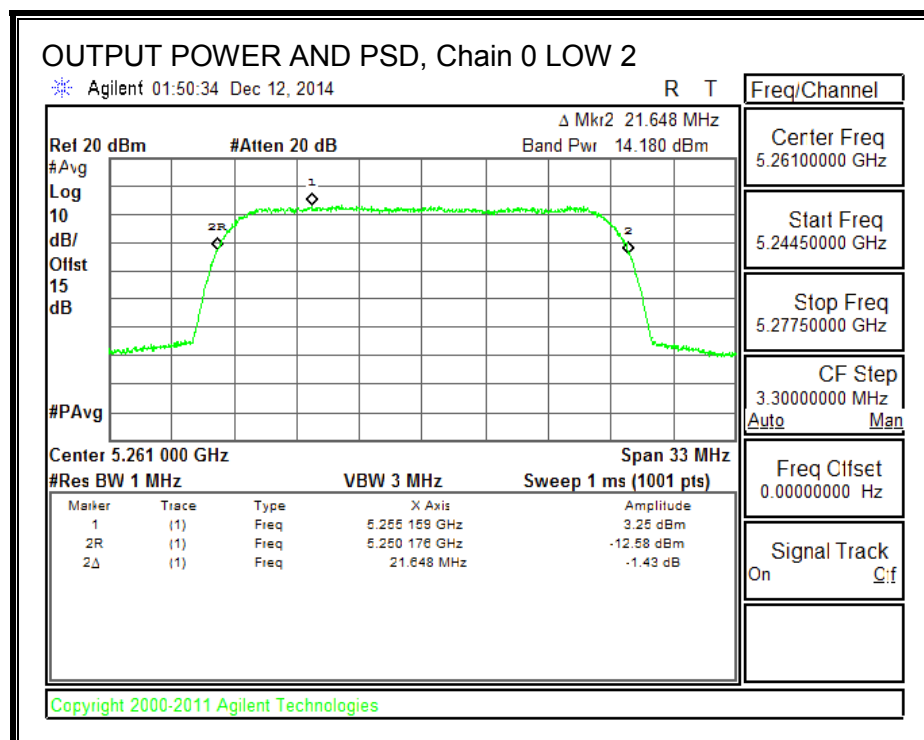 OUTPUT POWER AND PSD, Chain 0 LOW 2
Agilent 01:50:34 Dec 12, 2014
R T
Δ Mkr2 21.648 MHz
Ref 20 dBm #Atten 20 dB Band Pwr 14.180 dBm
#Avg
Log
10
dB/
Offst
15
dB
#PAvg
1
2R
2
Center 5.261 000 GHz Span 33 MHz
#Res BW 1 MHz VBW 3 MHz Sweep 1 ms (1001 pts)
Marker Trace Type X Axis Amplitude
1 (1) Freq 5.255 159 GHz 3.25 dBm
2R (1) Freq 5.250 176 GHz -12.58 dBm
2Δ (1) Freq 21.648 MHz -1.43 dB
Freq/Channel
Center Freq
5.26100000 GHz
Start Freq
5.24450000 GHz
Stop Freq
5.27750000 GHz
CF Step
3.30000000 MHz
Auto Man
Freq Offset
0.00000000 Hz
Signal Track
On Off
Copyright 2000-2011 Agilent Technologies